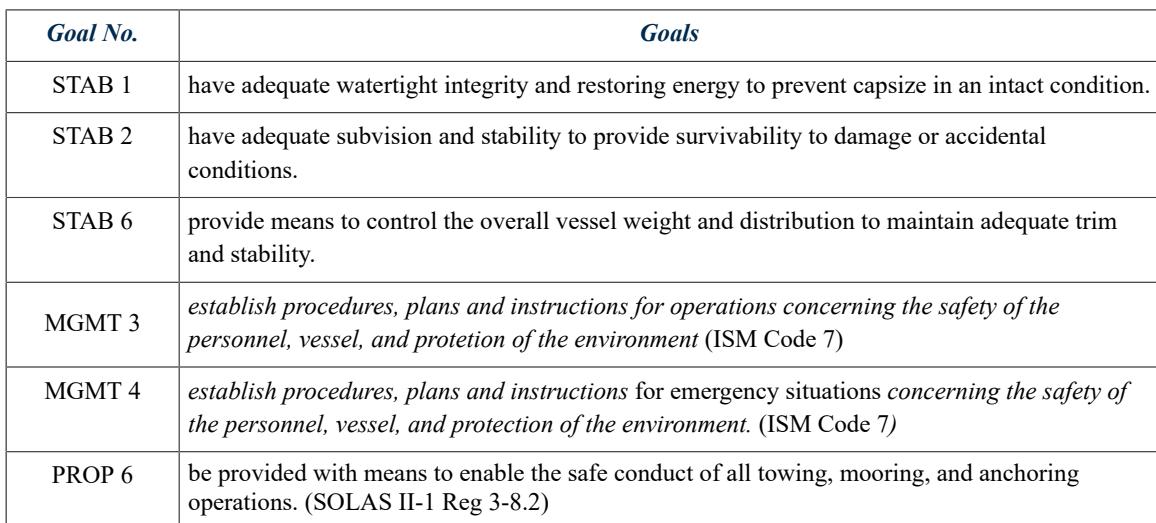 Goal No. Goals
STAB 1 have adequate watertight integrity and restoring energy to prevent capsize in an intact condition.
STAB 2 have adequate subvision and stability to provide survivability to damage or accidental
conditions.
STAB 6 provide means to control the overall vessel weight and distribution to maintain adequate trim
and stability.
MGMT 3 establish procedures, plans and instructions for operations concerning the safety of the
personnel, vessel, and protetion of the environment (ISM Code 7)
MGMT 4 establish procedures, plans and instructions for emergency situations concerning the safety of
the personnel, vessel, and protection of the environment. (ISM Code 7)
PROP 6 be provided with means to enable the safe conduct of all towing, mooring, and anchoring
operations. (SOLAS II-1 Reg 3-8.2)